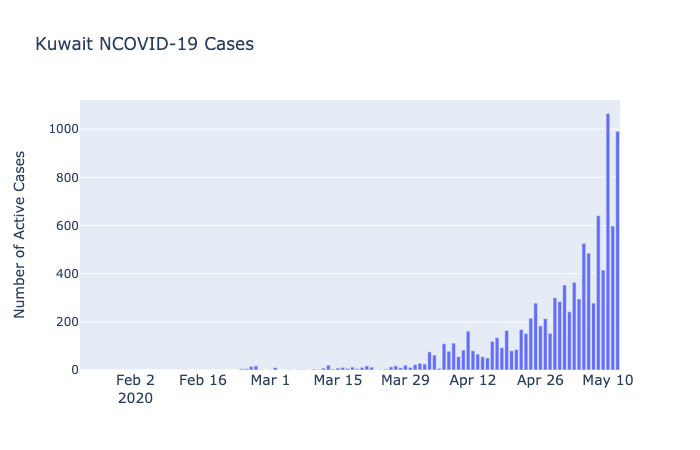 Kuwait NCOVID-19 Cases
Number of Active Cases
1000
800
600
400
200
0
Feb 2
2020
Feb 16
Mar 1
Mar 15
Mar 29
Apr 12
Apr 26
May 10